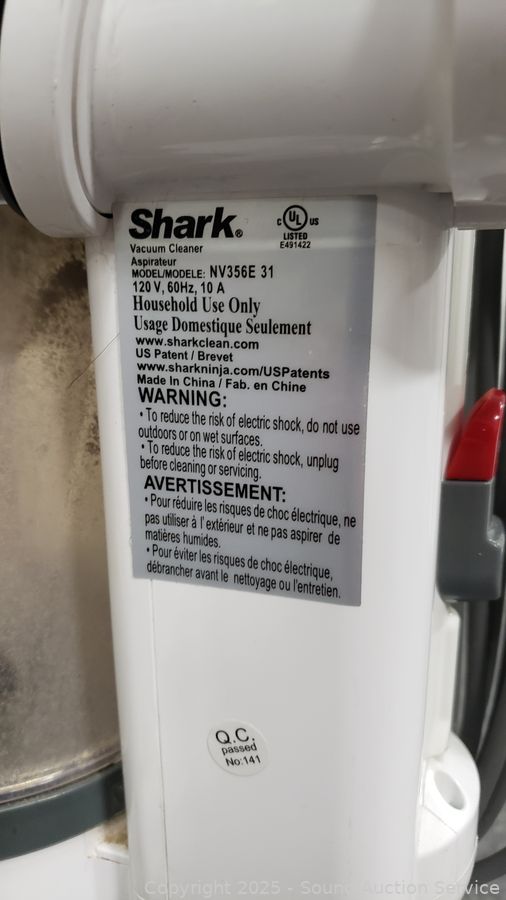 Shark®
Vacuum Cleaner
Aspirateur
MODEL/MODELE: NV356E 31
120 V, 60Hz, 10 A
Household Use Only
Usage Domestique Seulement
www.sharkclean.com
US Patent / Brevet
www.sharkninja.com/USPatents
Made In China / Fab. en Chine
C UL US
LISTED
E491422
WARNING:
• To reduce the risk of electric shock, do not use
outdoors or on wet surfaces.
• To reduce the risk of electric shock, unplug
before cleaning or servicing.
AVERTISSEMENT:
• Pour réduire les risques de choc électrique, ne
pas utiliser à l'extérieur et ne pas aspirer de
matières humides.
• Pour éviter les risques de choc électrique,
débrancher avant le nettoyage ou l'entretien.
Q.C.
passed
No:141
Copyright 2025 - Sound Auction Service